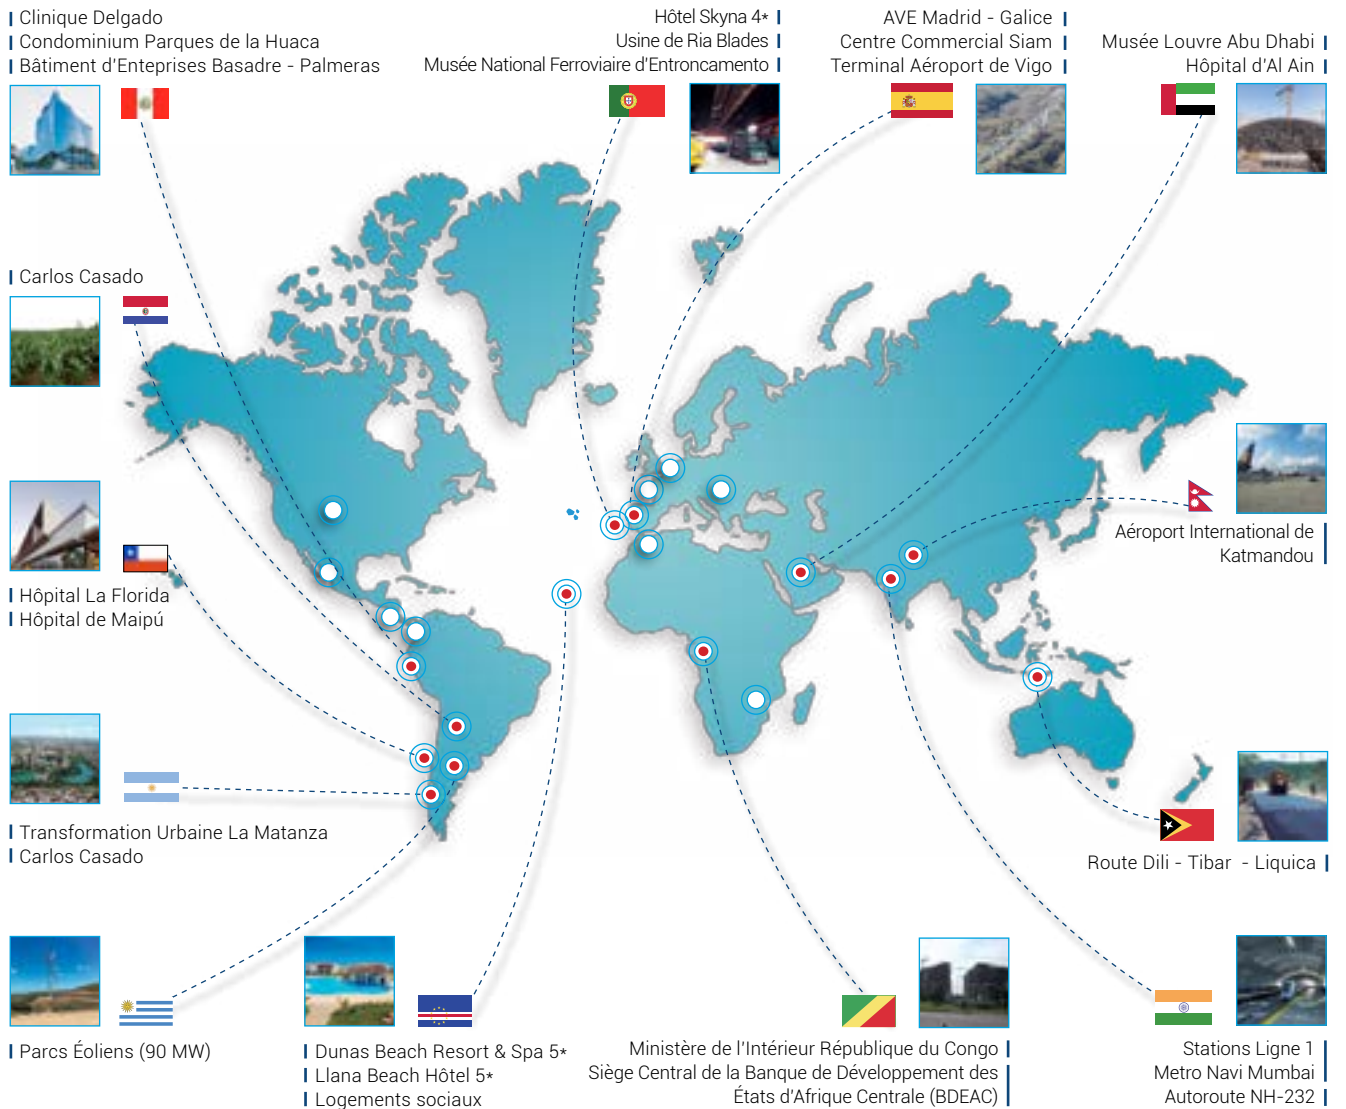 Clinique Delgado
Condominium Parques de la Huaca
Bâtiment d'Enteprises Basadre - Palmeras
Hôtel Skyna 4*
Usine de Ria Blades
Musée National Ferroviaire d'Entroncamento
AVE Madrid - Galice
Centre Commercial Siam
Terminal Aéroport de Vigo
Musée Louvre Abu Dhabi
Hôpital d'Al Ain
Carlos Casado
Hôpital La Florida
Hôpital de Maipú
Aéroport International de
Katmandou
Transformation Urbaine La Matanza
Carlos Casado
Route Dili - Tibar - Liquica
Parcs Éoliens (90 MW)
Dunas Beach Resort & Spa 5*
Llana Beach Hôtel 5*
Logements sociaux
Ministère de l'Intérieur République du Congo
Siège Central de la Banque de Développement des
États d'Afrique Centrale (BDEAC)
Stations Ligne 1
Metro Navi Mumbai
Autoroute NH-232